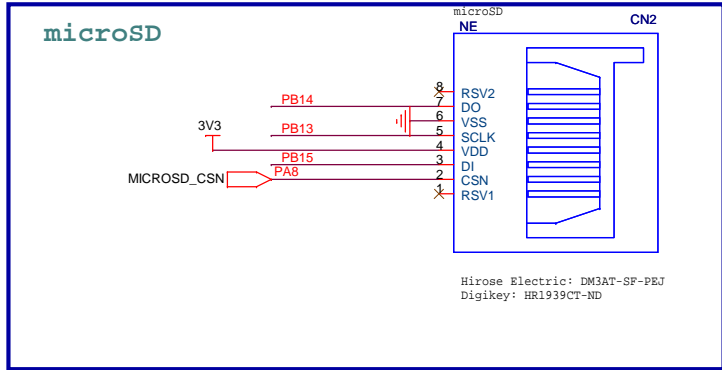 microSD
microSD
NE
CN2
8
RSV2
PB14
7
DO
6
VSS
3V3
PB13
5
SCLK
4
VDD
PB15
3
DI
MICROSD_CSN
PA8
2
CSN
1
RSV1
Hirose Electric: DM3AT-SF-PEJ
Digikey: HR1939CT-ND